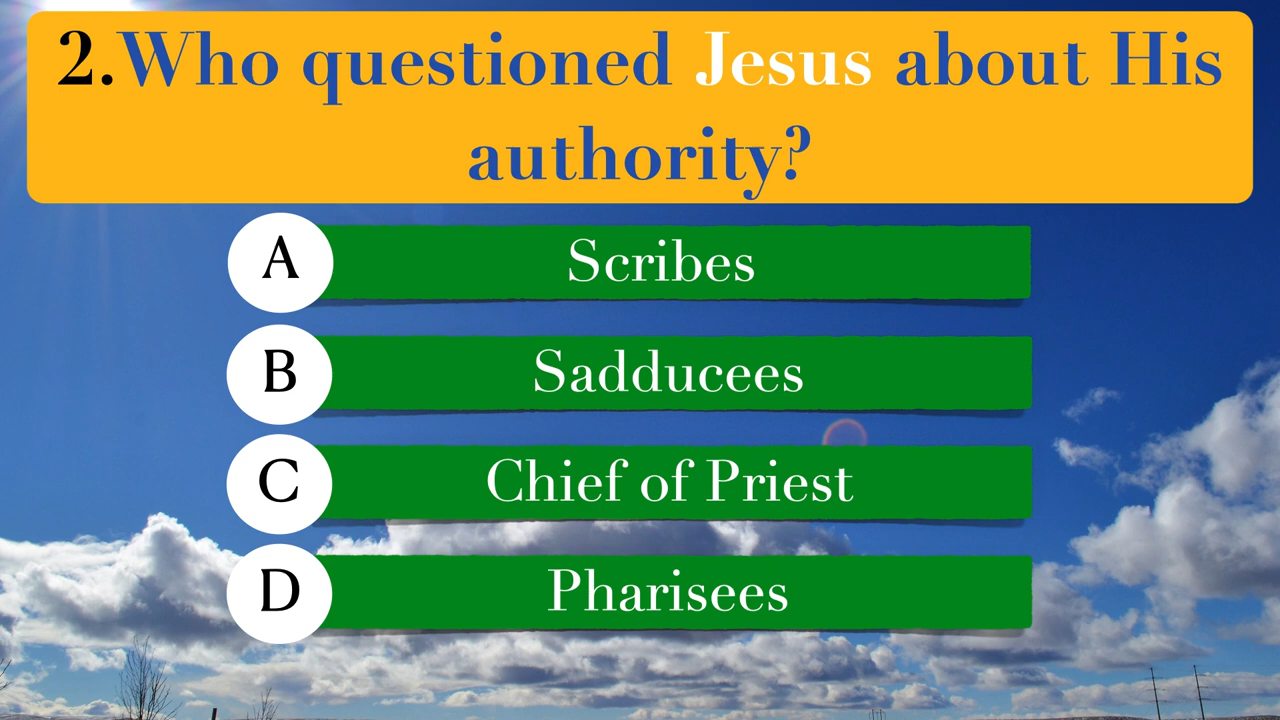 2.Who questioned Jesus about His
authority?
A Scribes
B Sadducees
C Chief of Priest
D Pharisees